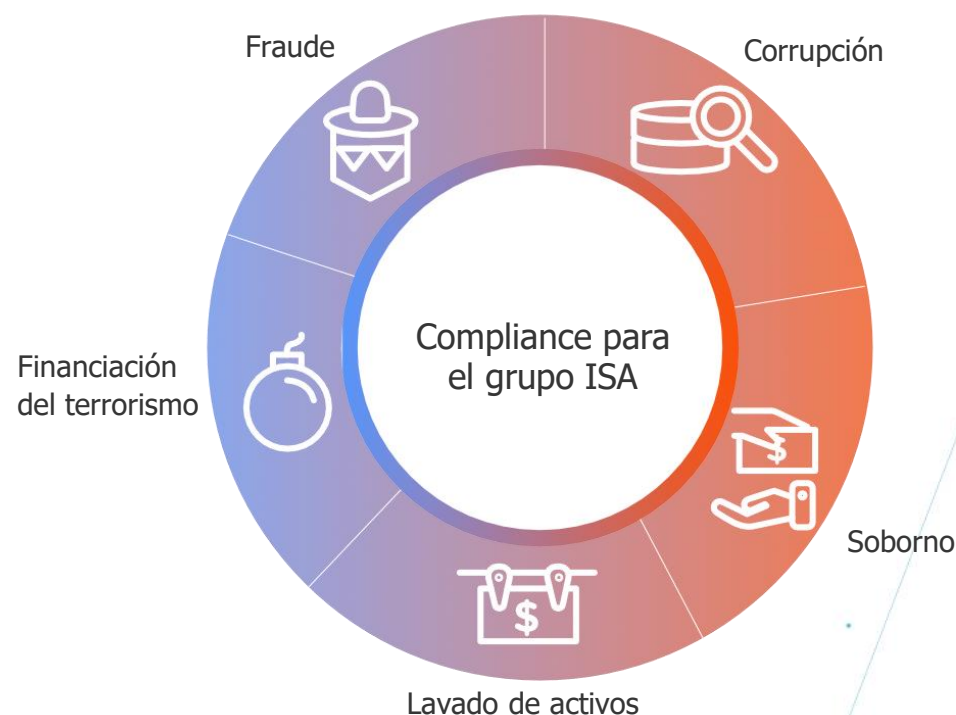 Fraude
Corrupción
Compliance para
el grupo ISA
Financiación
del terrorismo
$
Soborno
$
Lavado de activos